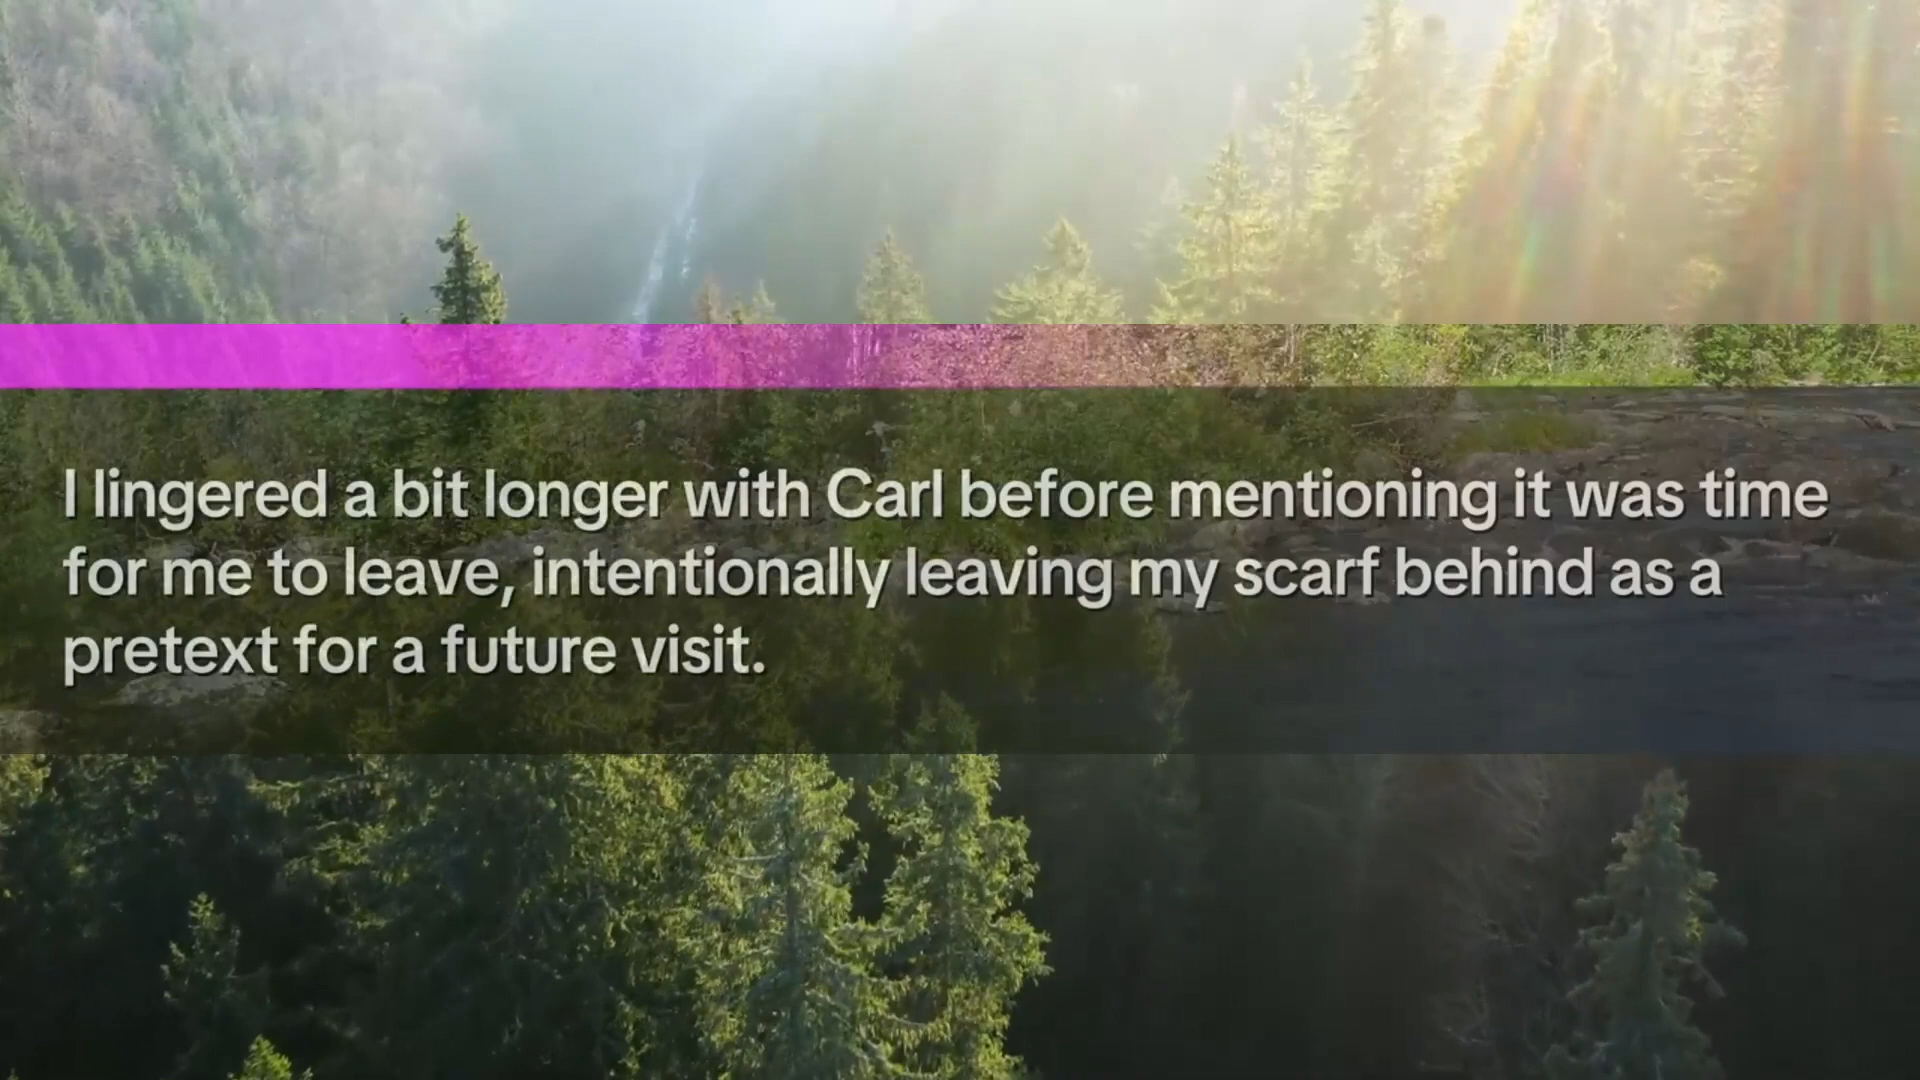 I lingered a bit longer with Carl before mentioning it was time
for me to leave, intentionally leaving my scarf behind as a
pretext for a future visit.